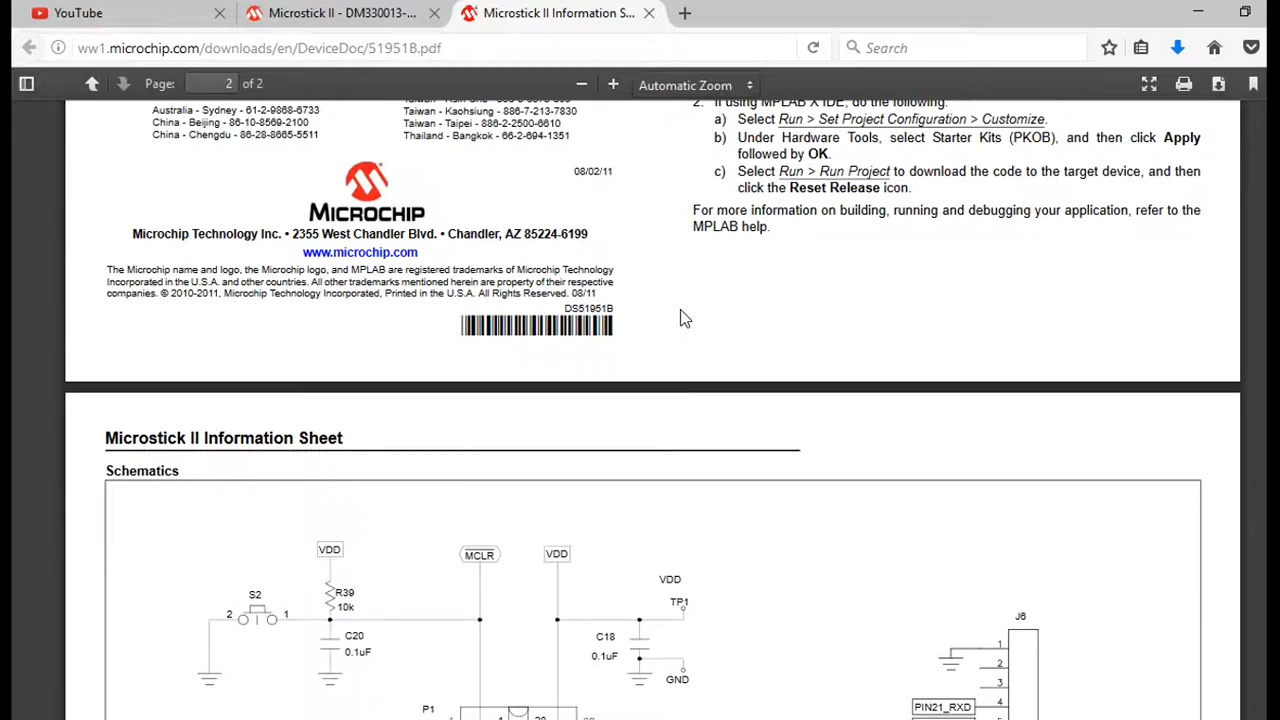 YouTube
Microstick II - DM330013-...
Microstick II Information S...
ww1.microchip.com/downloads/en/DeviceDoc/51951B.pdf
Search
Page: 2 of 2
Automatic Zoom
Australia - Sydney - 61-2-9868-6733
China - Beijing - 86-10-8569-2100
China - Chengdu - 86-28-8665-5511
Taiwan - Kaohsiung - 886-7-213-7830
Taiwan - Taipei - 886-2-2500-6610
Thailand - Bangkok - 66-2-694-1351
08/02/11
MICROCHIP
Microchip Technology Inc. • 2355 West Chandler Blvd. • Chandler, AZ 85224-6199
www.microchip.com
The Microchip name and logo, the Microchip logo, and MPLAB are registered trademarks of Microchip Technology
Incorporated in the U.S.A. and other countries. All other trademarks mentioned herein are property of their respective
companies. © 2010-2011, Microchip Technology Incorporated, Printed in the U.S.A. All Rights Reserved. 08/11
DS51951B
2. If using MPLAB X IDE, do the following:
a) Select Run > Set Project Configuration > Customize.
b) Under Hardware Tools, select Starter Kits (PKOB), and then click Apply
followed by OK.
c) Select Run > Run Project to download the code to the target device, and then
click the Reset Release icon.
For more information on building, running and debugging your application, refer to the
MPLAB help.
Microstick II Information Sheet
Schematics
VDD
MCLR
VDD
VDD
S2
R39
10k
TP1
2
1
J6
C20
0.1uF
C18
0.1uF
1
2
3
GND
PIN21_RXD
4
P1